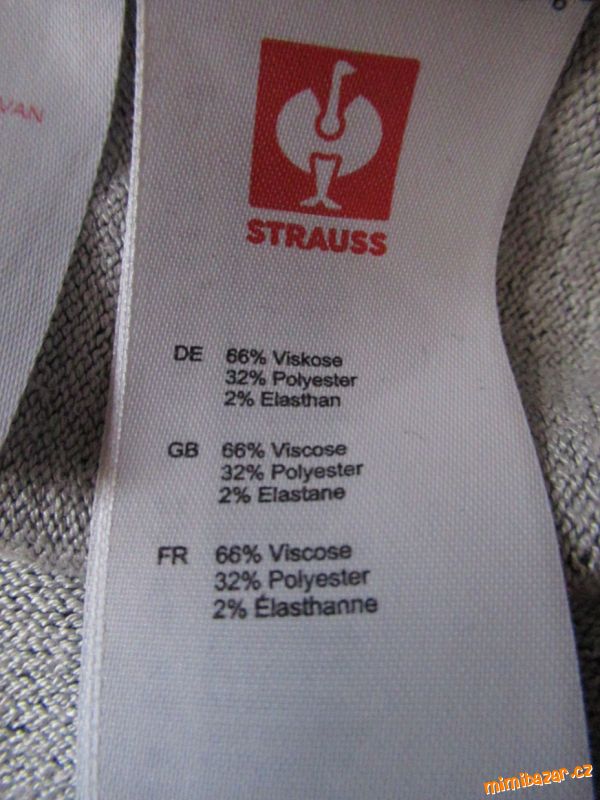 VAN
STRAUSS
DE 66% Viskose
32% Polyester
2% Elasthan
GB 66% Viscose
32% Polyester
2% Elastane
FR 66% Viscose
32% Polyester
2% Élasthanne
mimibazar.cz